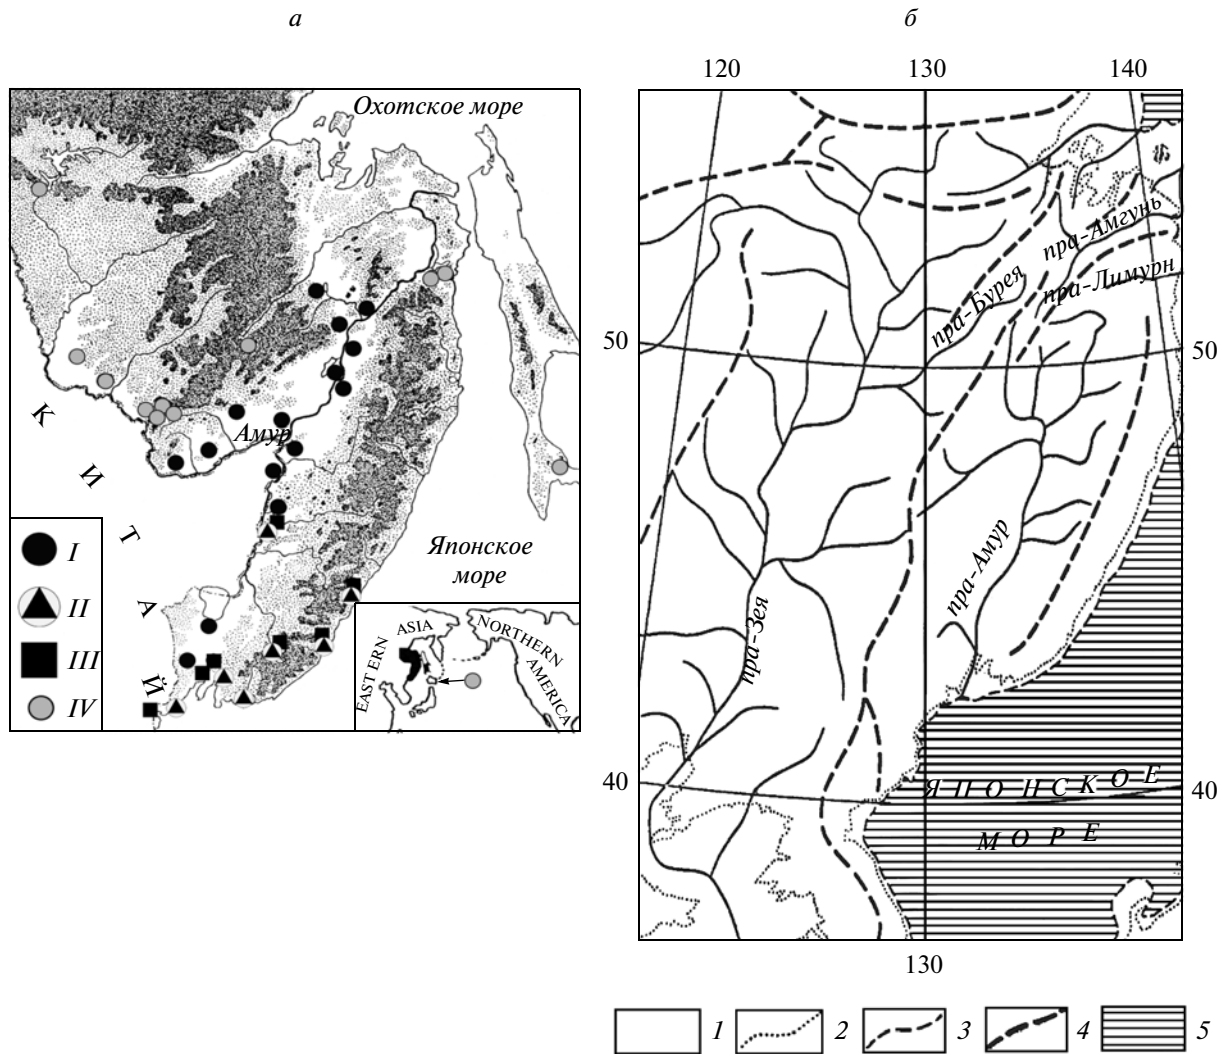 а
Охотское море
Амур
К
И
Т
А
Й
Японское
море
I
II
III
IV
EASTERN
ASIA
NORTHERN
AMERICA
б
120
130
140
50
50
40
40
130
пра-Амгунь
пра-Лимурн
пра-Бурея
пра-Амур
пра-Зея
ЯПОНСКОЕ
МОРЕ
1
2
3
4
5